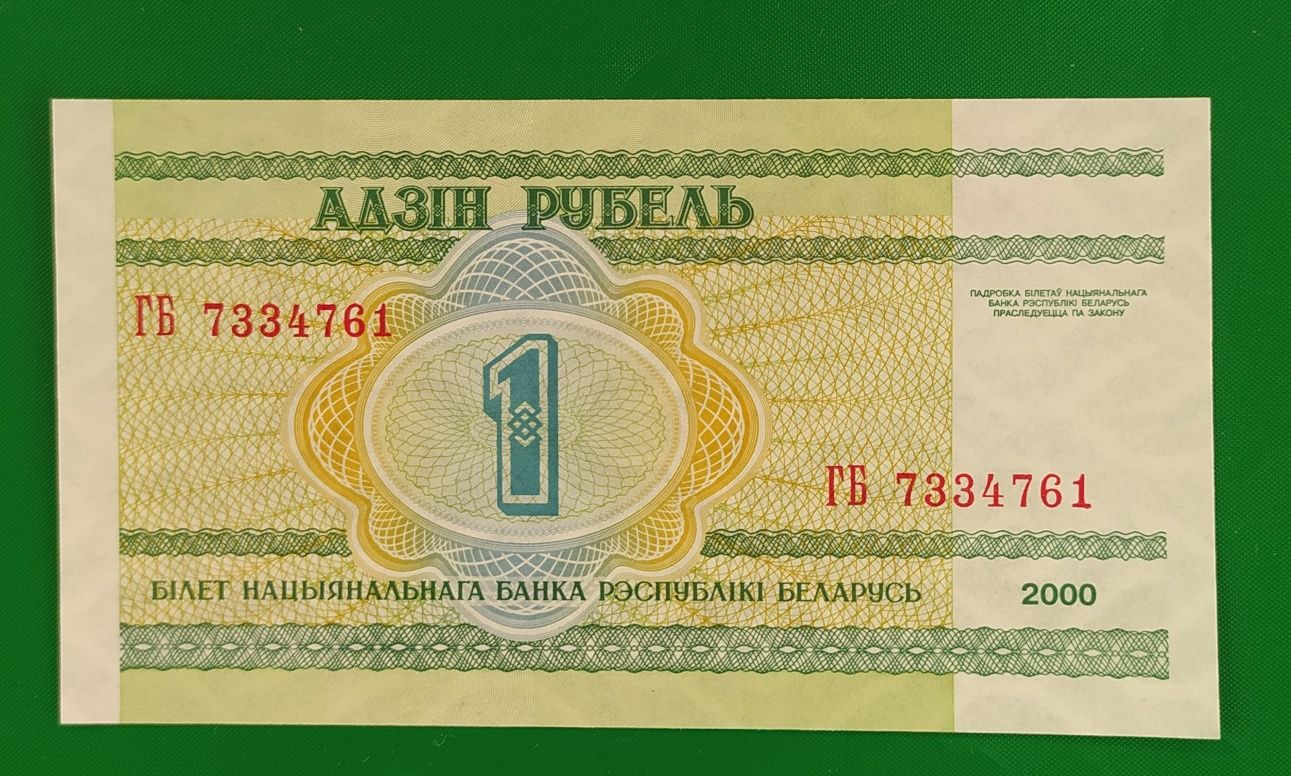 АДЗІН РУБЕЛЬ
ПАДРОБКА БІЛЕТАЎ НАЦЫЯНАЛЬНАГА
БАНКА РЭСПУБЛІКІ БЕЛАРУСЬ
ПРАСЛЕДУЕЦЦА ПА ЗАКОНУ
ГБ 7334761
1
ГБ 7334761
БІЛЕТ НАЦЫЯНАЛЬНАГА БАНКА РЭСПУБЛІКІ БЕЛАРУСЬ
2000